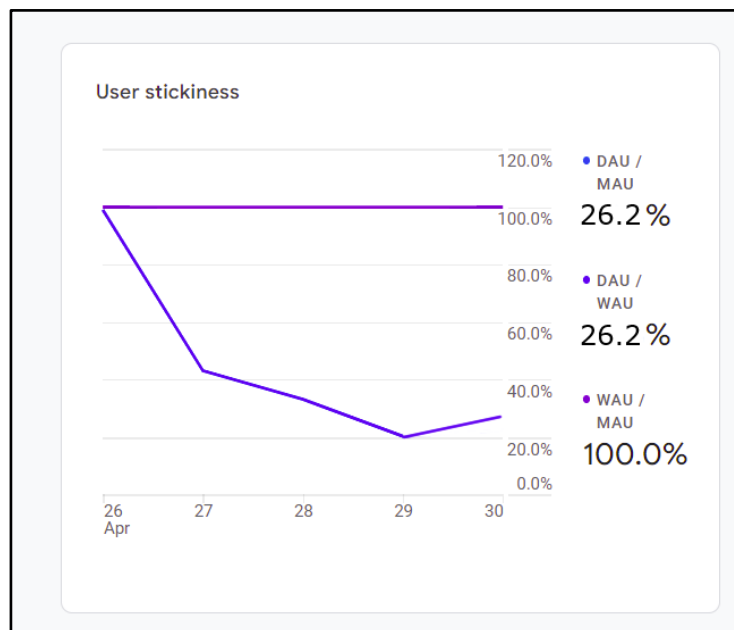 User stickiness
120.0%
100.0%
80.0%
60.0%
40.0%
20.0%
0.0%
26
Apr
27
28
29
30
DAU /
MAU
26.2%
DAU /
WAU
26.2%
WAU /
MAU
100.0%